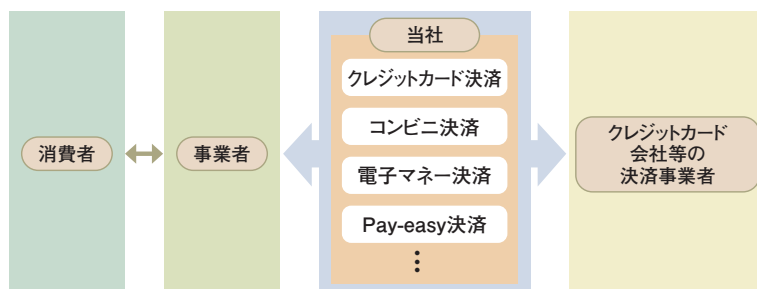 消費者
事業者
当社
クレジットカード決済
コンビニ決済
電子マネー決済
Pay-easy決済
⋮
クレジットカード
会社等の
決済事業者